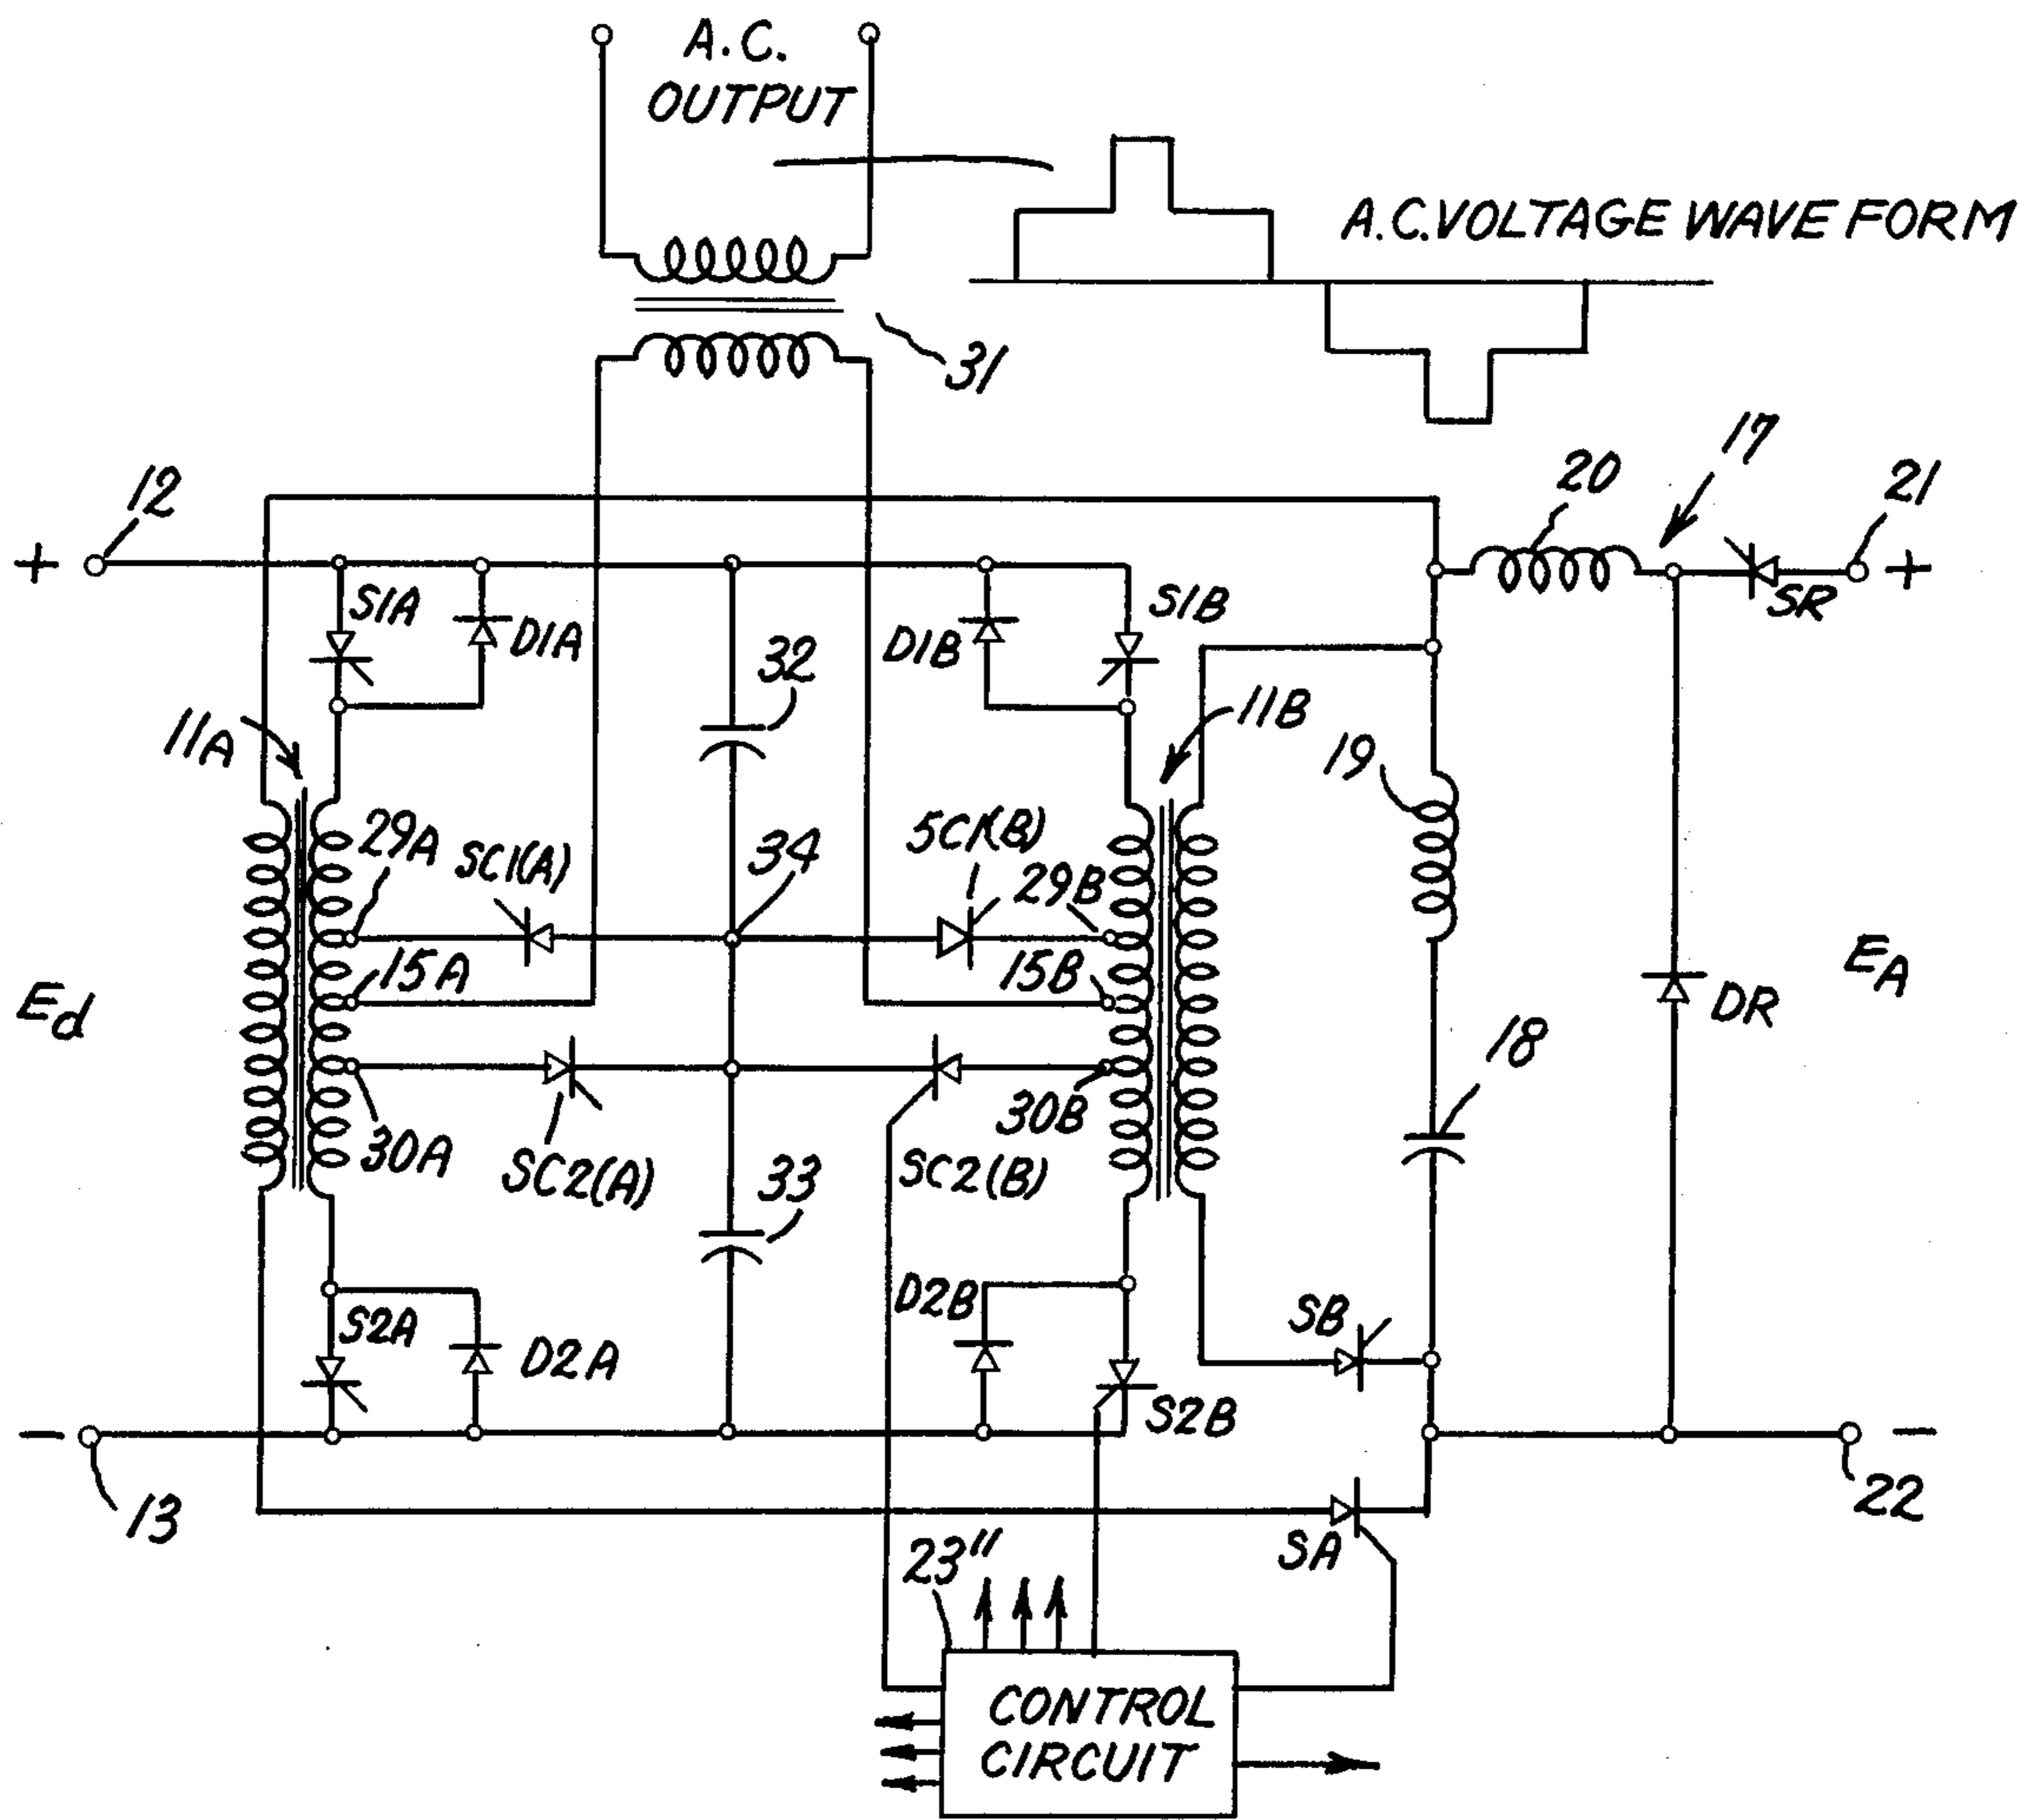 A.C.
OUTPUT
A.C. VOLTAGE WAVE FORM
31
17
20
21
12
+
+
SR
S1A
D1A
S1B
D1B
32
11A
11B
19
29A
SC1(A)
34
SC1(B)
29B
15A
15B
Ed
EA
DR
18
30A
SC2(A)
30B
SC2(B)
33
S2A
D2A
D2B
S2B
SB
-
-
13
22
SA
23"
CONTROL
CIRCUIT